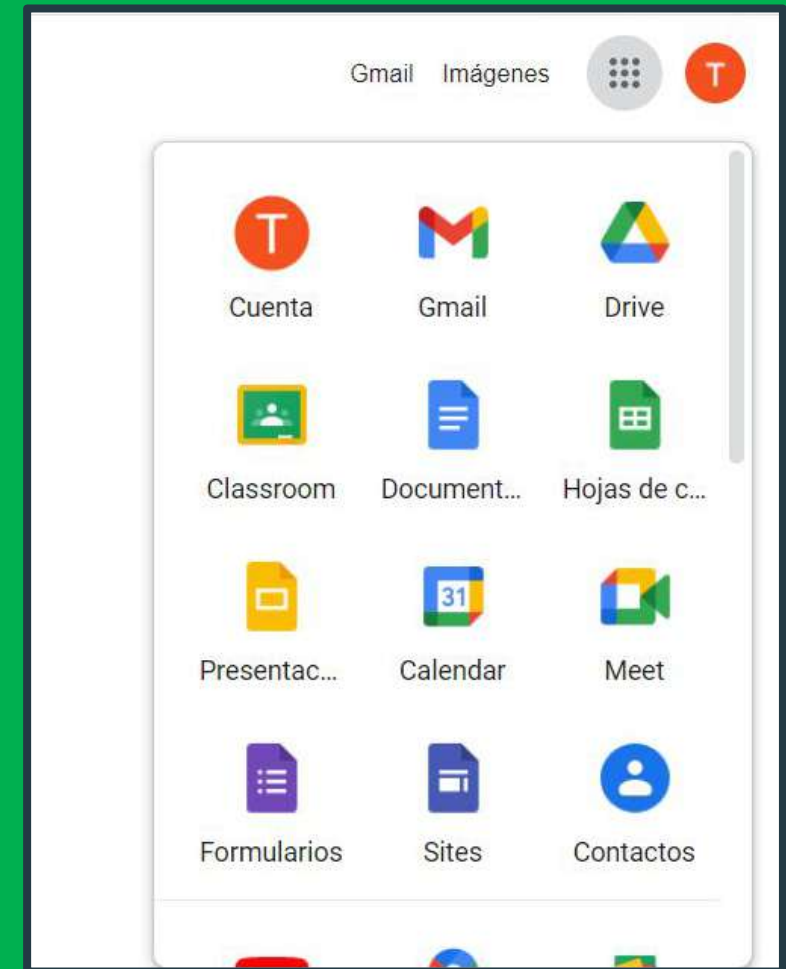 Gmail Imágenes T
T
Cuenta Gmail Drive
Classroom Document... Hojas de c...
31
Presentac... Calendar Meet
Formularios Sites Contactos